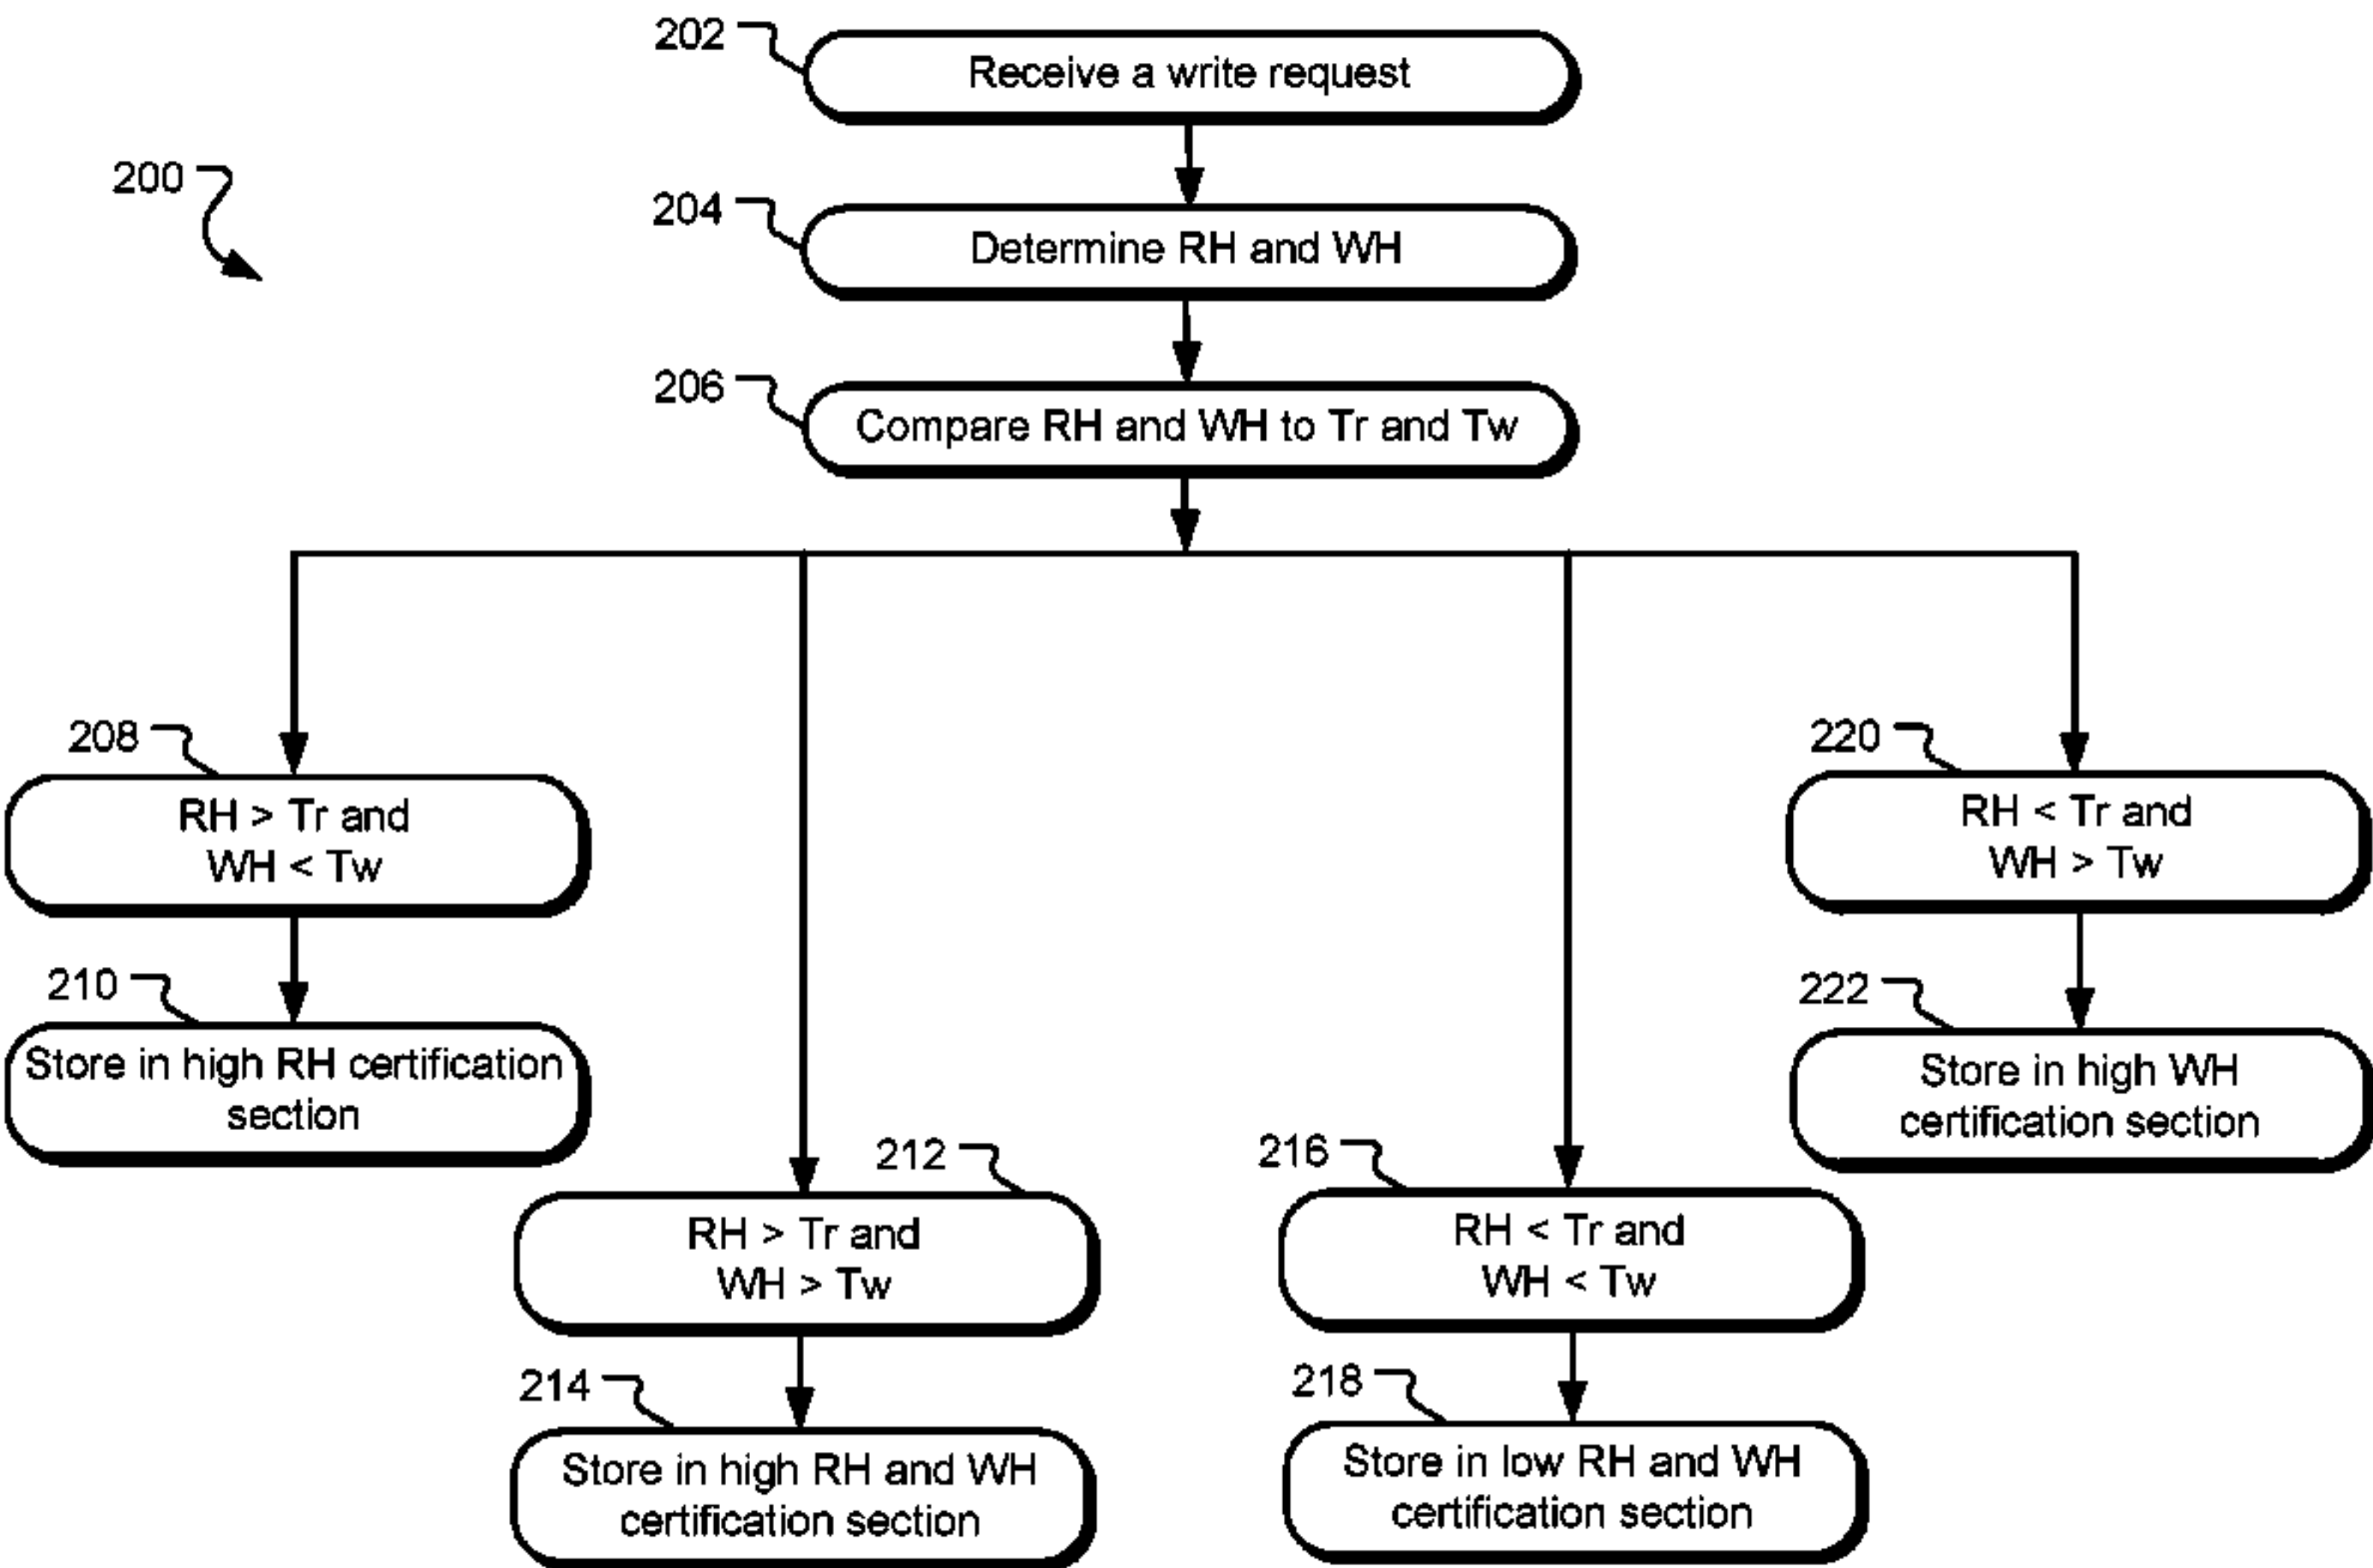 202
Receive a write request
200
204
Determine RH and WH
206
Compare RH and WH to Tr and Tw
208
RH > Tr and
WH < Tw
220
RH < Tr and
WH > Tw
210
Store in high RH certification
section
222
Store in high WH
certification section
212
RH > Tr and
WH > Tw
216
RH < Tr and
WH < Tw
214
Store in high RH and WH
certification section
218
Store in low RH and WH
certification section